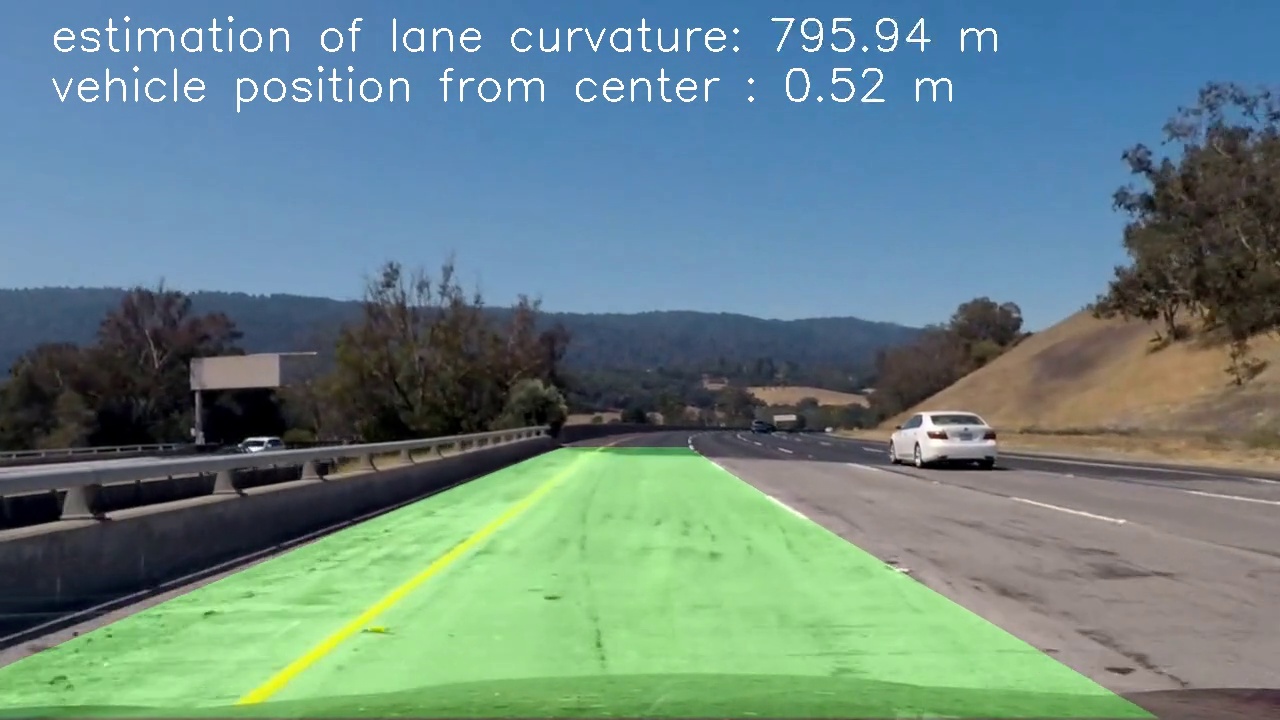 estimation of lane curvature: 795.94 m
vehicle position from center : 0.52 m